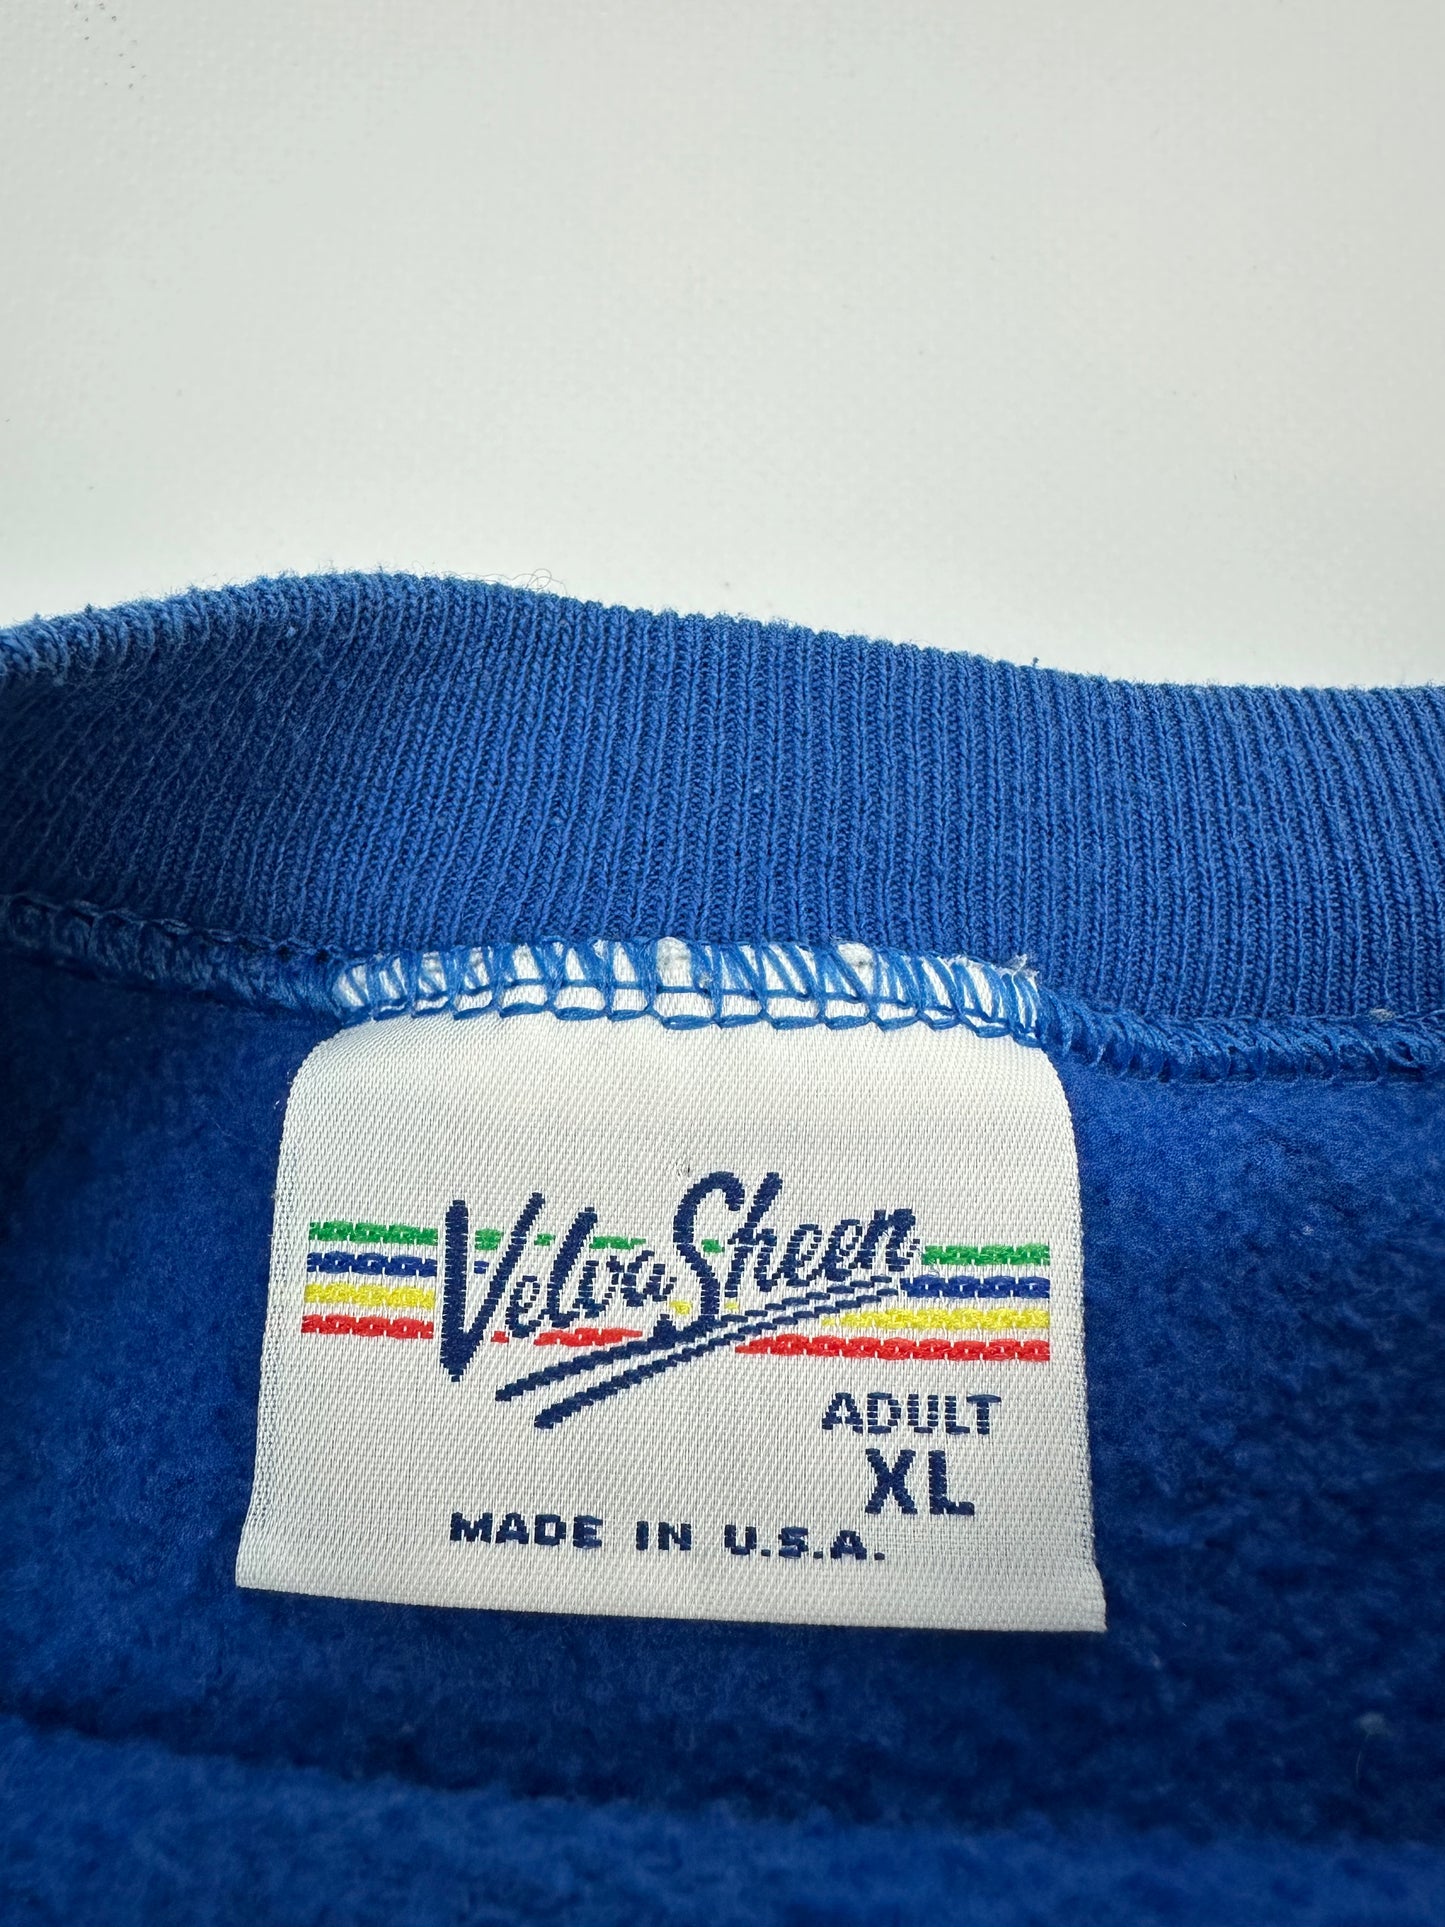 Velva Sheen
ADULT
XL
MADE IN U.S.A.